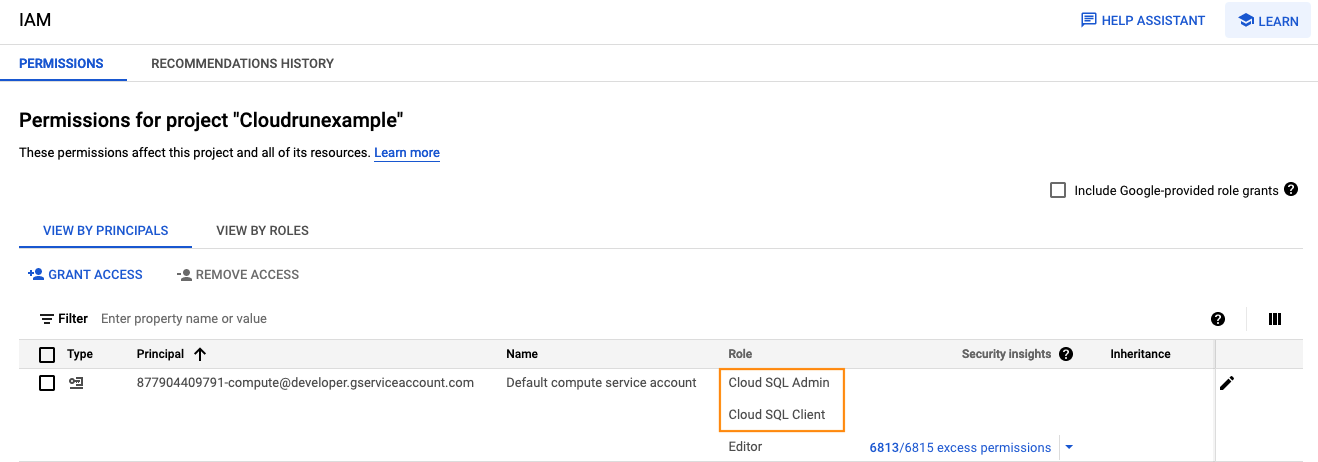 IAM
HELP ASSISTANT
LEARN
PERMISSIONS
RECOMMENDATIONS HISTORY
Permissions for project "Cloudrunexample"
These permissions affect this project and all of its resources. Learn more
Include Google-provided role grants ?
VIEW BY PRINCIPALS
VIEW BY ROLES
GRANT ACCESS
REMOVE ACCESS
Filter Enter property name or value ?
Type Principal Name Role Security insights ? Inheritance
877904409791-compute@developer.gserviceaccount.com Default compute service account Cloud SQL Admin
Cloud SQL Client
Editor 6813/6815 excess permissions